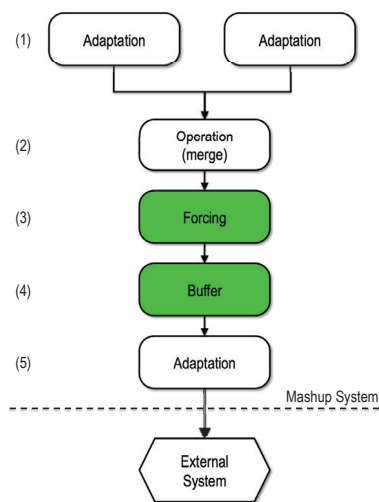 (1) Adaptation Adaptation
(2) Operation
(merge)
(3) Forcing
(4) Buffer
(5) Adaptation
Mashup System
External
System